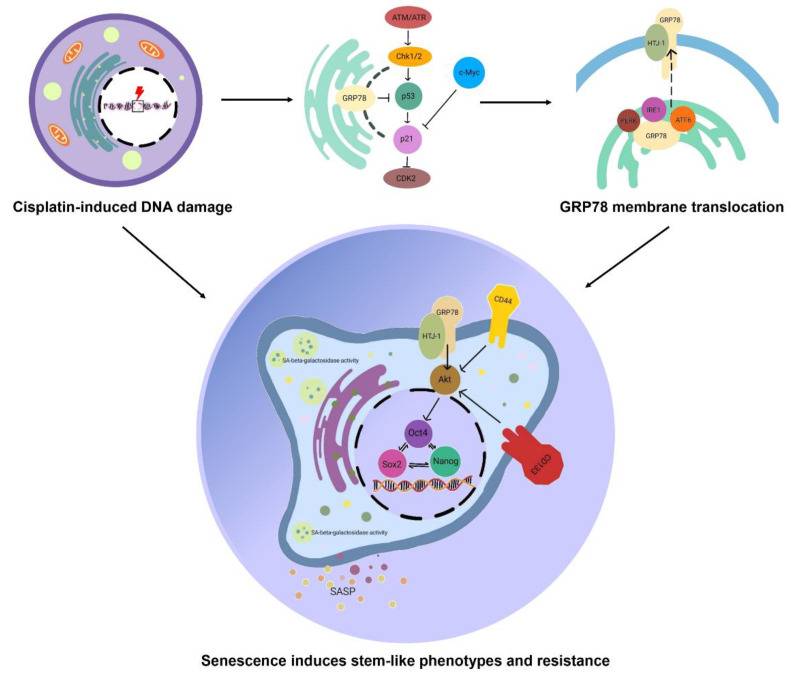 ATM/ATR
Chk1/2
c-Myc
GRP78
p53
p21
CDK2
GRP78
HTJ-1
PERK
IRE1
ATF6
GRP78
Cisplatin-induced DNA damage
GRP78 membrane translocation
CD44
GRP78
HTJ-1
SA-beta-galactosidase activity
Akt
Oct4
Sox2
Nanog
CD133
SA-beta-galactosidase activity
SASP
Senescence induces stem-like phenotypes and resistance